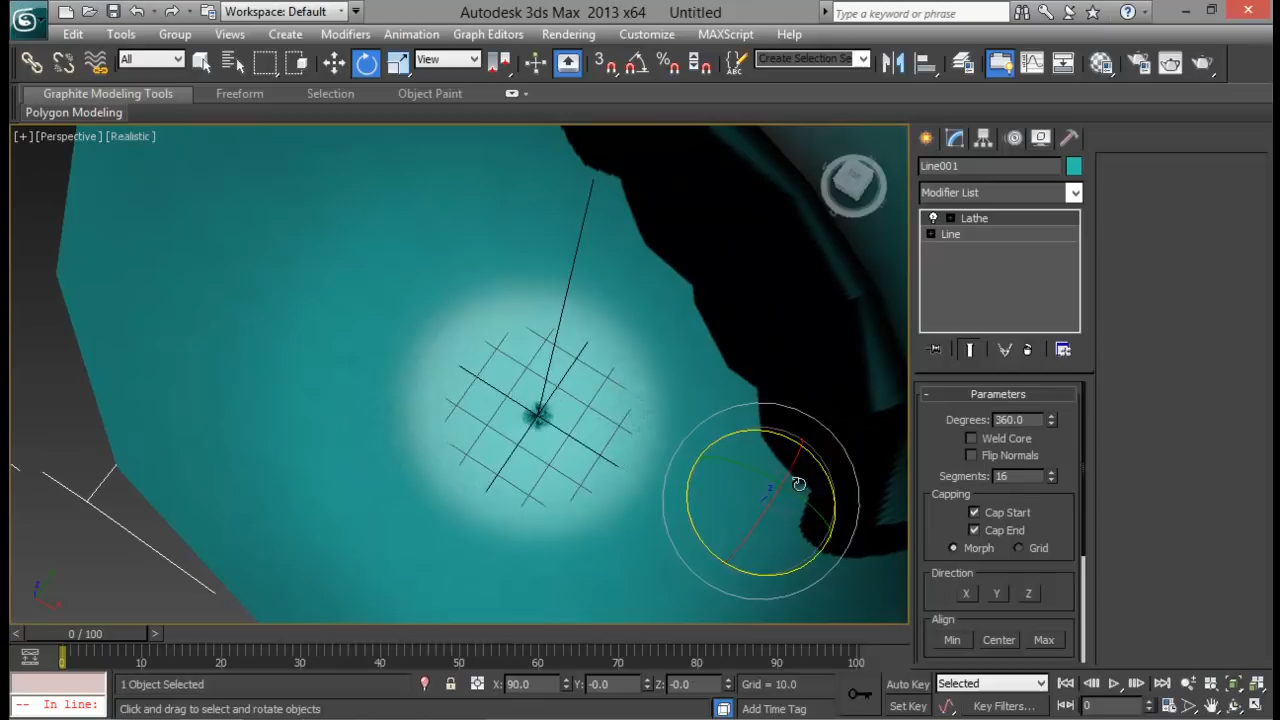 Workspace: Default
Autodesk 3ds Max 2013 x64 Untitled
Type a keyword or phrase
Edit Tools Group Views Create Modifiers Animation Graph Editors Rendering Customize MAXScript Help
All
View
Create Selection Se
Graphite Modeling Tools Freeform Selection Object Paint
Polygon Modeling
[+] [Perspective] [Realistic]
Line001
Modifier List
Lathe
Line
Parameters
Degrees: 360.0
Weld Core
Flip Normals
Segments: 16
Capping
Cap Start
Cap End
Morph Grid
Direction
X Y Z
Align
Min Center Max
0 / 100
0 10 20 30 40 50 60 70 80 90 100
1 Object Selected X: 90.0 Y: -0.0 Z: -0.0 Grid = 10.0 Auto Key Selected
-- In line: Click and drag to select and rotate objects Add Time Tag Set Key Key Filters... 0